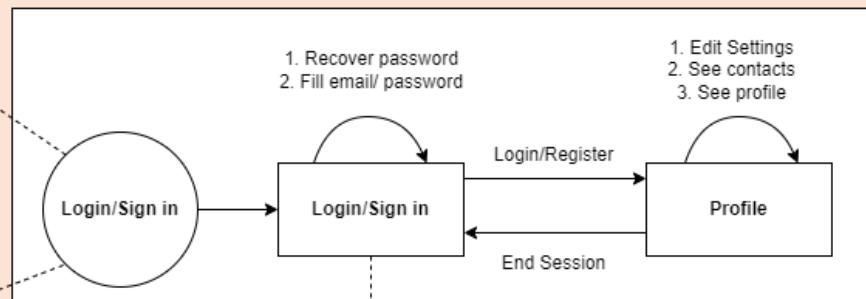 1. Recover password
2. Fill email/ password
1. Edit Settings
2. See contacts
3. See profile
Login/Sign in
Login/Sign in
Login/Register
Profile
End Session